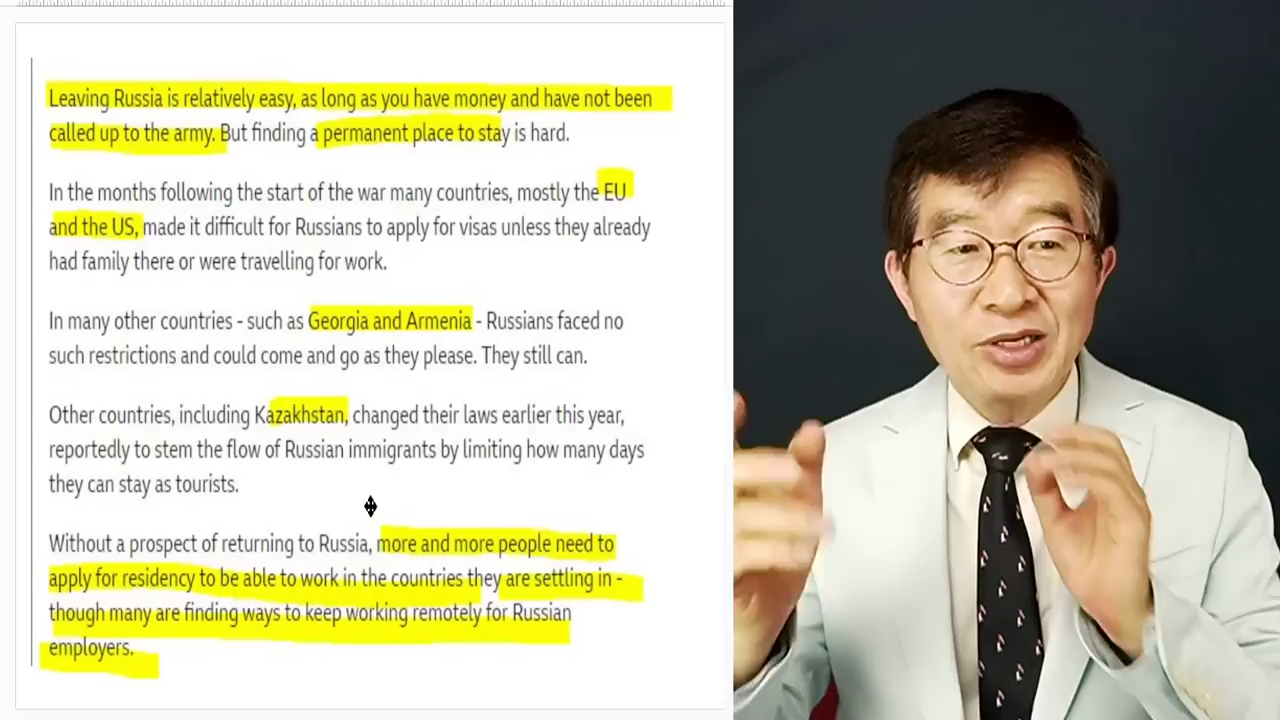 Leaving Russia is relatively easy, as long as you have money and have not been
called up to the army. But finding a permanent place to stay is hard.
In the months following the start of the war many countries, mostly the EU
and the US, made it difficult for Russians to apply for visas unless they already
had family there or were travelling for work.
In many other countries - such as Georgia and Armenia - Russians faced no
such restrictions and could come and go as they please. They still can.
Other countries, including Kazakhstan, changed their laws earlier this year,
reportedly to stem the flow of Russian immigrants by limiting how many days
they can stay as tourists.
Without a prospect of returning to Russia, more and more people need to
apply for residency to be able to work in the countries they are settling in -
though many are finding ways to keep working remotely for Russian
employers.